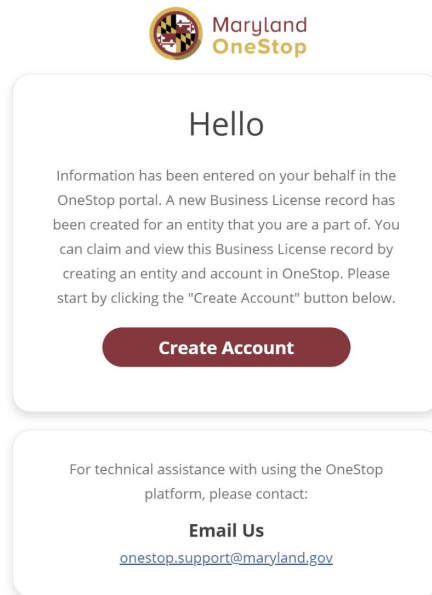 Maryland
OneStop
Hello
Information has been entered on your behalf in the
OneStop portal. A new Business License record has
been created for an entity that you are a part of. You
can claim and view this Business License record by
creating an entity and account in OneStop. Please
start by clicking the "Create Account" button below.
Create Account
For technical assistance with using the OneStop
platform, please contact:
Email Us
onestop.support@maryland.gov